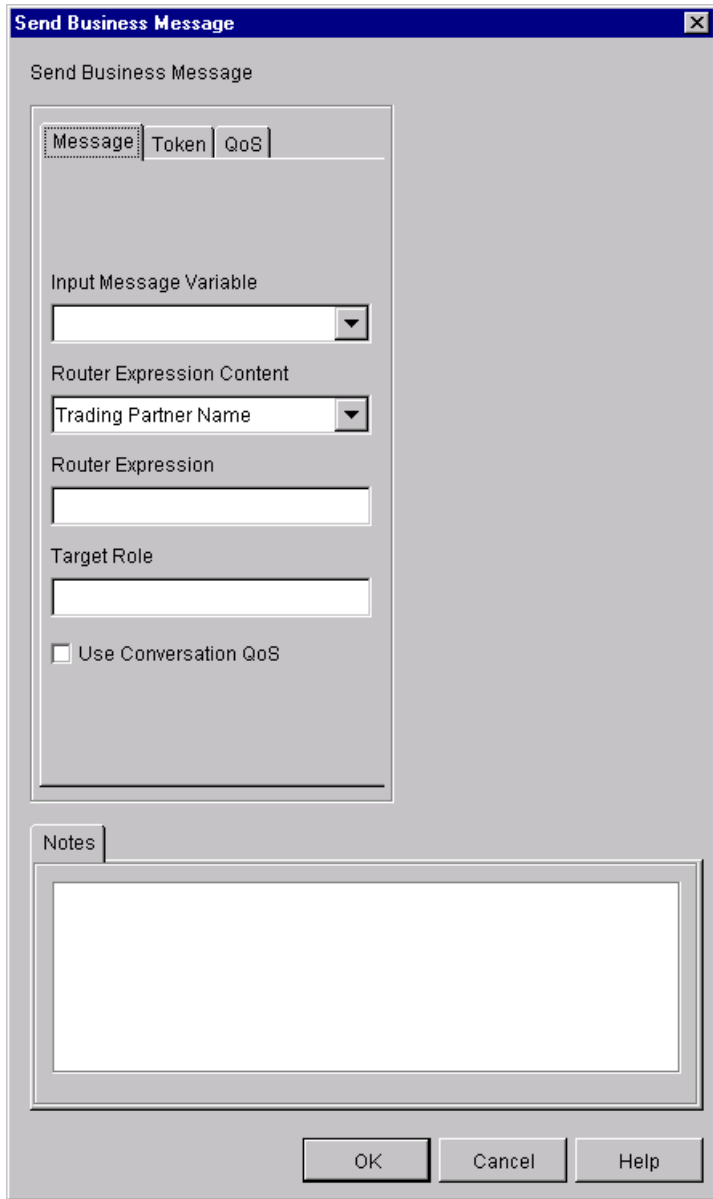 Send Business Message
Send Business Message
Message Token QoS
Input Message Variable
Router Expression Content
Trading Partner Name
Router Expression
Target Role
Use Conversation QoS
Notes
OK Cancel Help